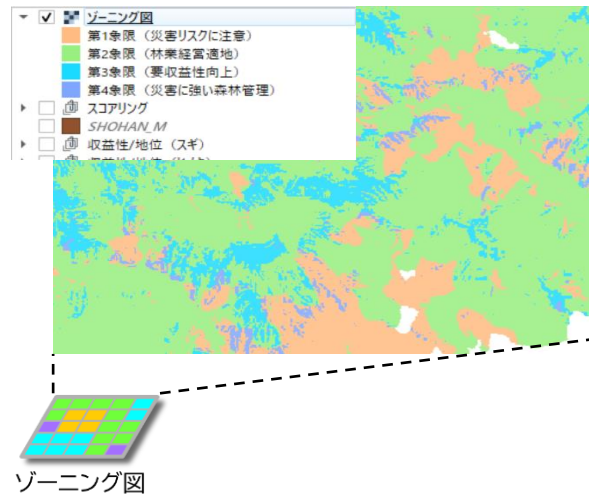 ゾーニング図
第1象限（災害リスクに注意）
第2象限（林業経営適地）
第3象限（要収益性向上）
第4象限（災害に強い森林管理）
スコアリング
SHOHAN_M
収益性/地位（スギ）
ゾーニング図